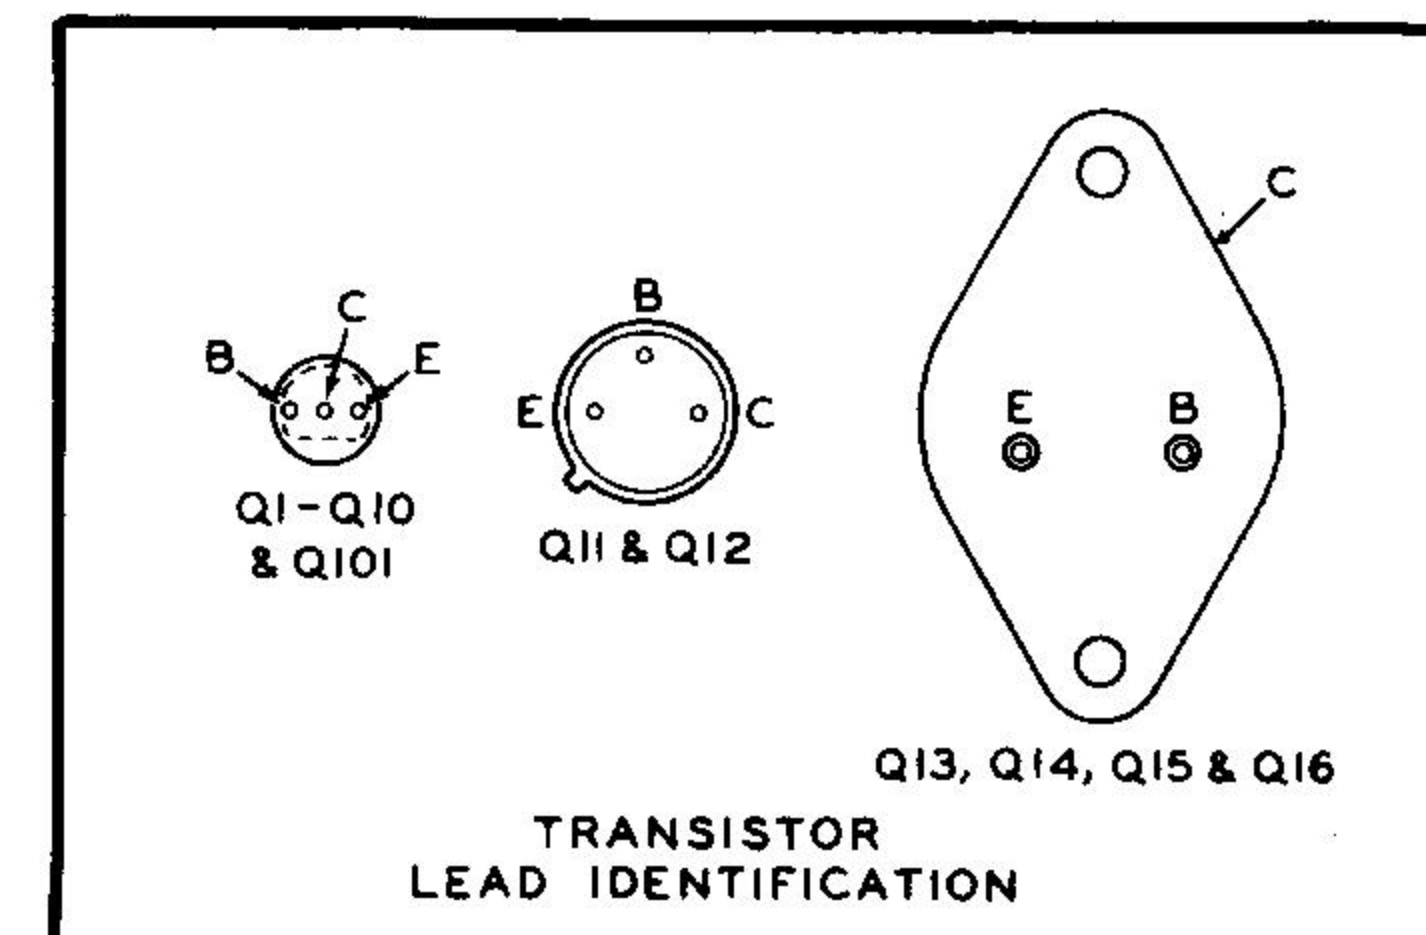 C
B
E
Q1-Q10
& Q101
B
E
C
Q11 & Q12
C
E
B
Q13, Q14, Q15 & Q16
TRANSISTOR
LEAD IDENTIFICATION